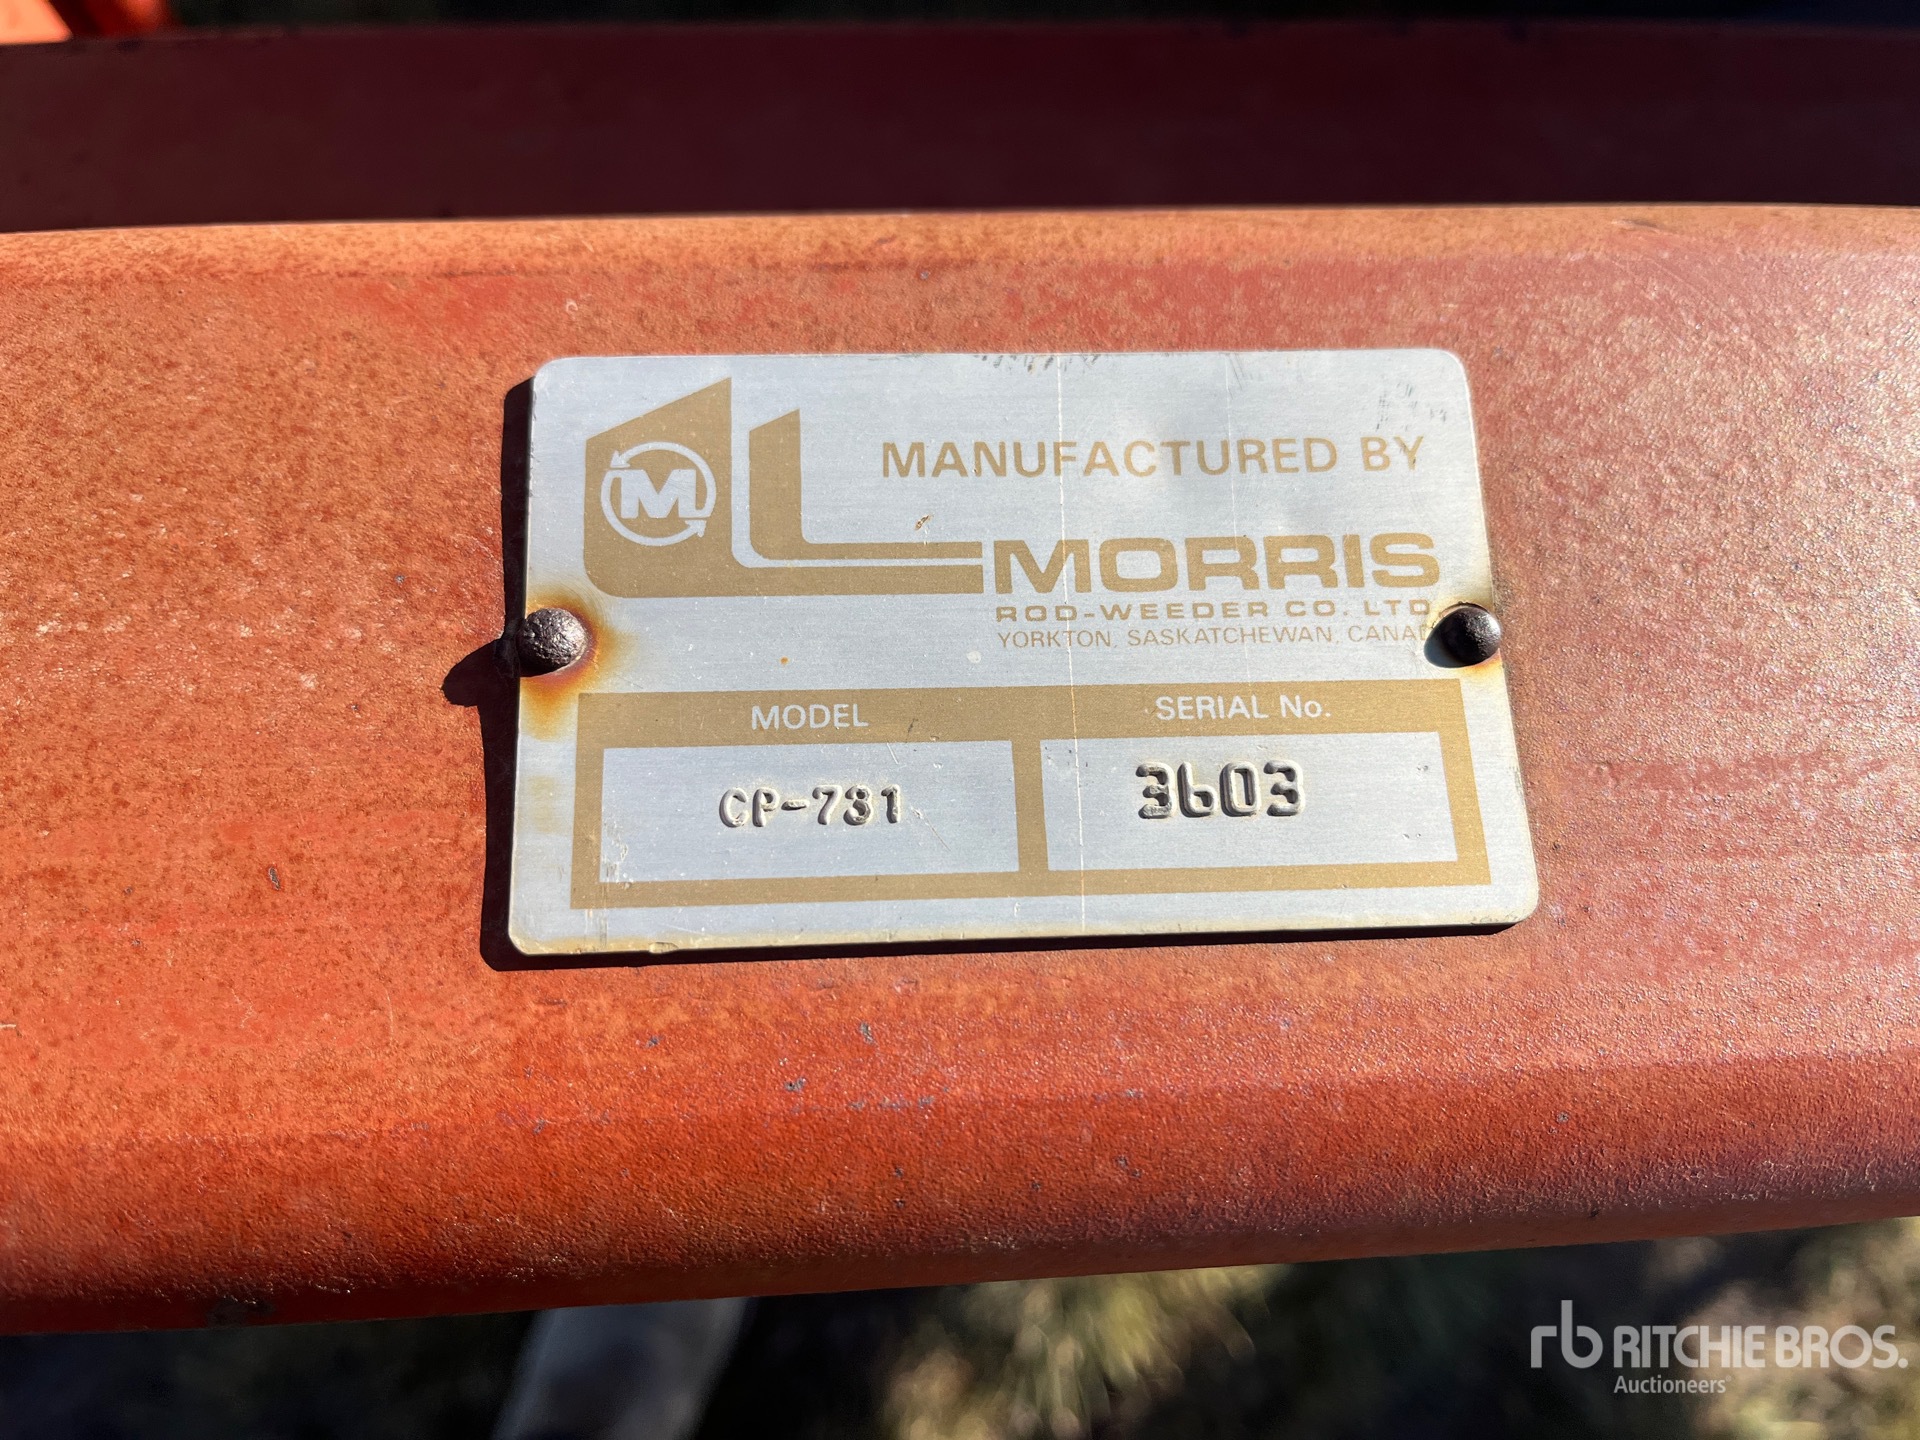 M
MANUFACTURED BY
MORRIS
ROD-WEEDER CO. LTD.
YORKTON, SASKATCHEWAN, CANAD
MODEL
SERIAL No.
CP-731
3603
rb RITCHIE BROS.
Auctioneers